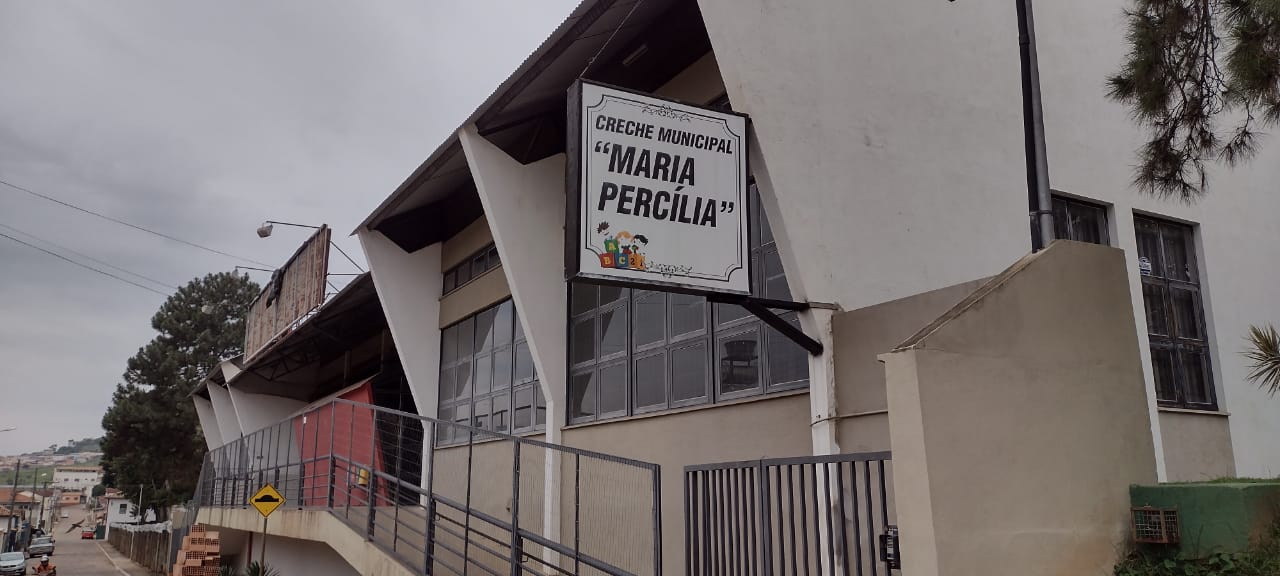 CRECHE MUNICIPAL
“MARIA
PERCÍLIA”
A
B C